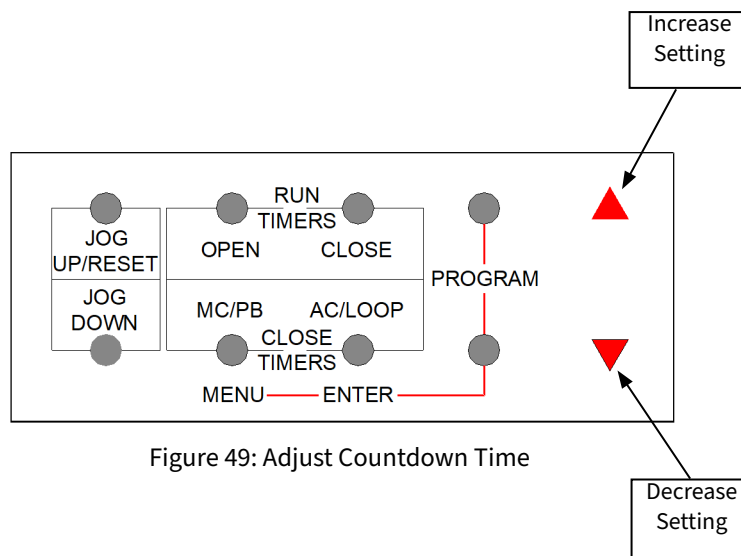 Increase
Setting
RUN
TIMERS
JOG
UP/RESET
OPEN CLOSE
PROGRAM
JOG
DOWN
MC/PB AC/LOOP
CLOSE
TIMERS
MENU ENTER
Figure 49: Adjust Countdown Time
Decrease
Setting